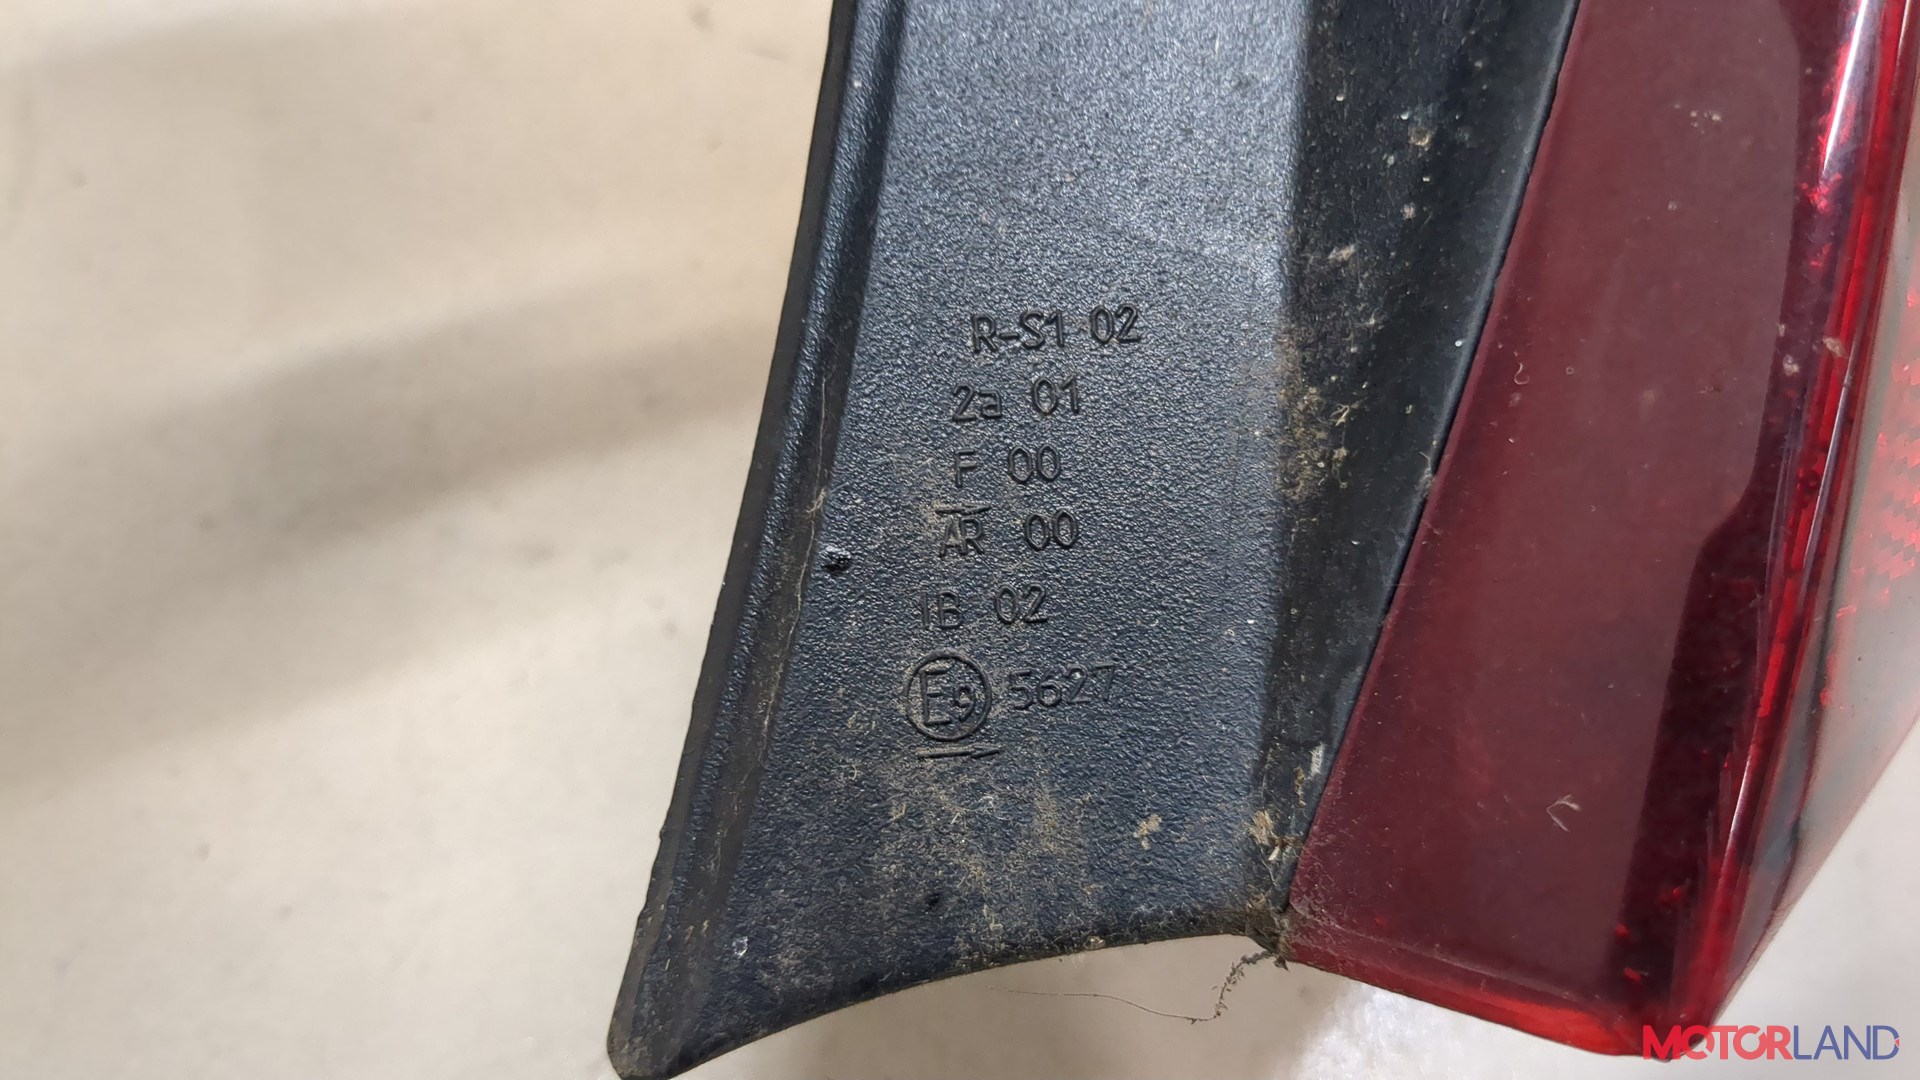 R-S1 02
2a 01
F 00
AR 00
1B 02
E9 5627
MOTORLAND